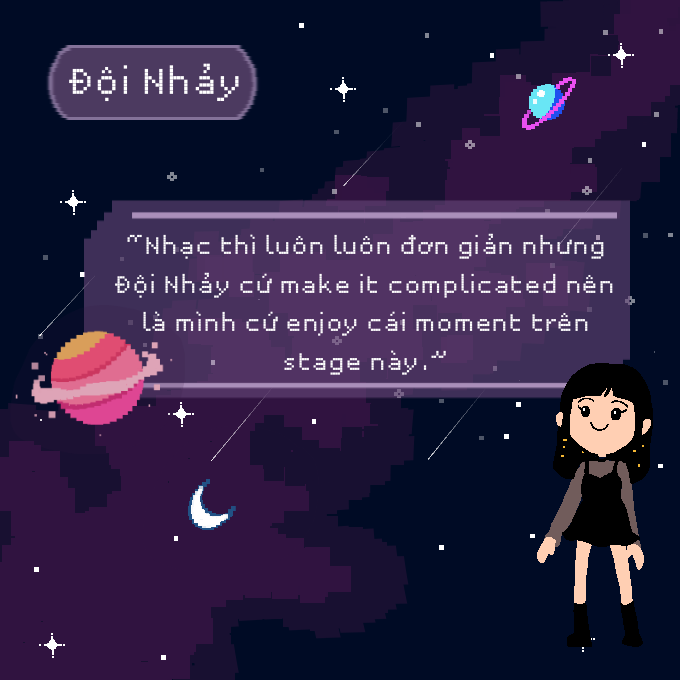 Đội Nhảy
~Nhạc thì luôn luôn đơn giản nhưng
Đội Nhảy cứ make it complicated nên
là mình cứ enjoy cái moment trên
stage này.~